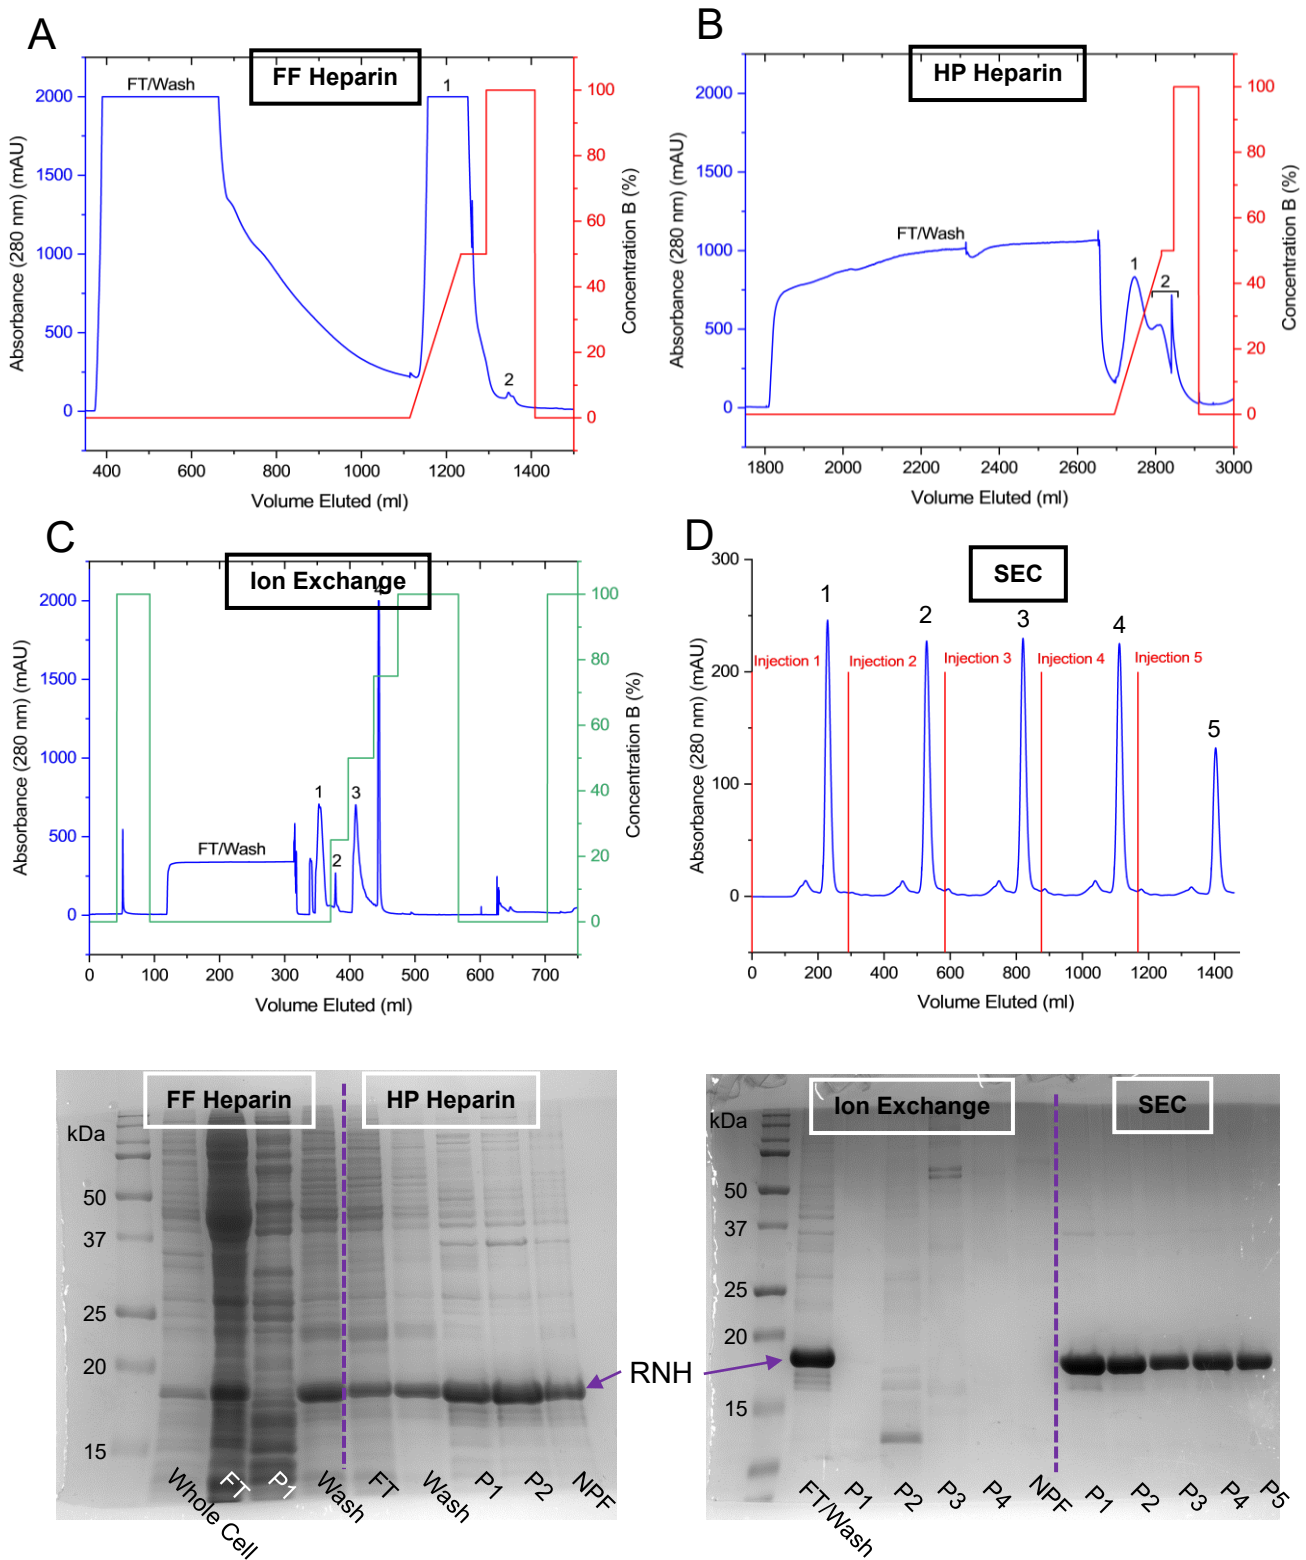 A
FF Heparin
FT/Wash
1
2
2000
1500
1000
500
0
100
80
60
40
20
0
400 600 800 1000 1200 1400
Absorbance (280 nm) (mAU)
Concentration B (%)
Volume Eluted (ml)
B
HP Heparin
FT/Wash
1
2
2000
1500
1000
500
0
100
80
60
40
20
0
1800 2000 2200 2400 2600 2800 3000
Absorbance (280 nm) (mAU)
Concentration B (%)
Volume Eluted (ml)
C
Ion Exchange
4
FT/Wash
1
2
3
2000
1500
1000
500
0
100
80
60
40
20
0
0 100 200 300 400 500 600 700
Absorbance (280 nm) (mAU)
Concentration B (%)
Volume Eluted (ml)
D
SEC
1
2
3
4
5
Injection 1
Injection 2
Injection 3
Injection 4
Injection 5
300
200
100
0
0 200 400 600 800 1000 1200 1400
Absorbance (280 nm) (mAU)
Volume Eluted (ml)
FF Heparin
HP Heparin
kDa
50
37
25
20
15
Whole Cell
FT
P1
Wash
FT
Wash
P1
P2
NPF
RNH
Ion Exchange
SEC
kDa
50
37
25
20
15
FT/Wash
P1
P2
P3
P4
NPF
P1
P2
P3
P4
P5